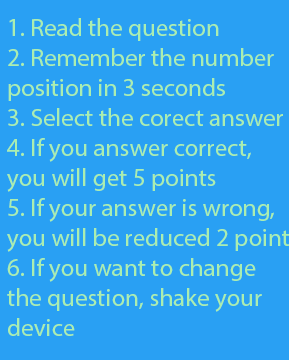 1. Read the question
2. Remember the number
position in 3 seconds
3. Select the corect answer
4. If you answer correct,
you will get 5 points
5. If your answer is wrong,
you will be reduced 2 point
6. If you want to change
the question, shake your
device